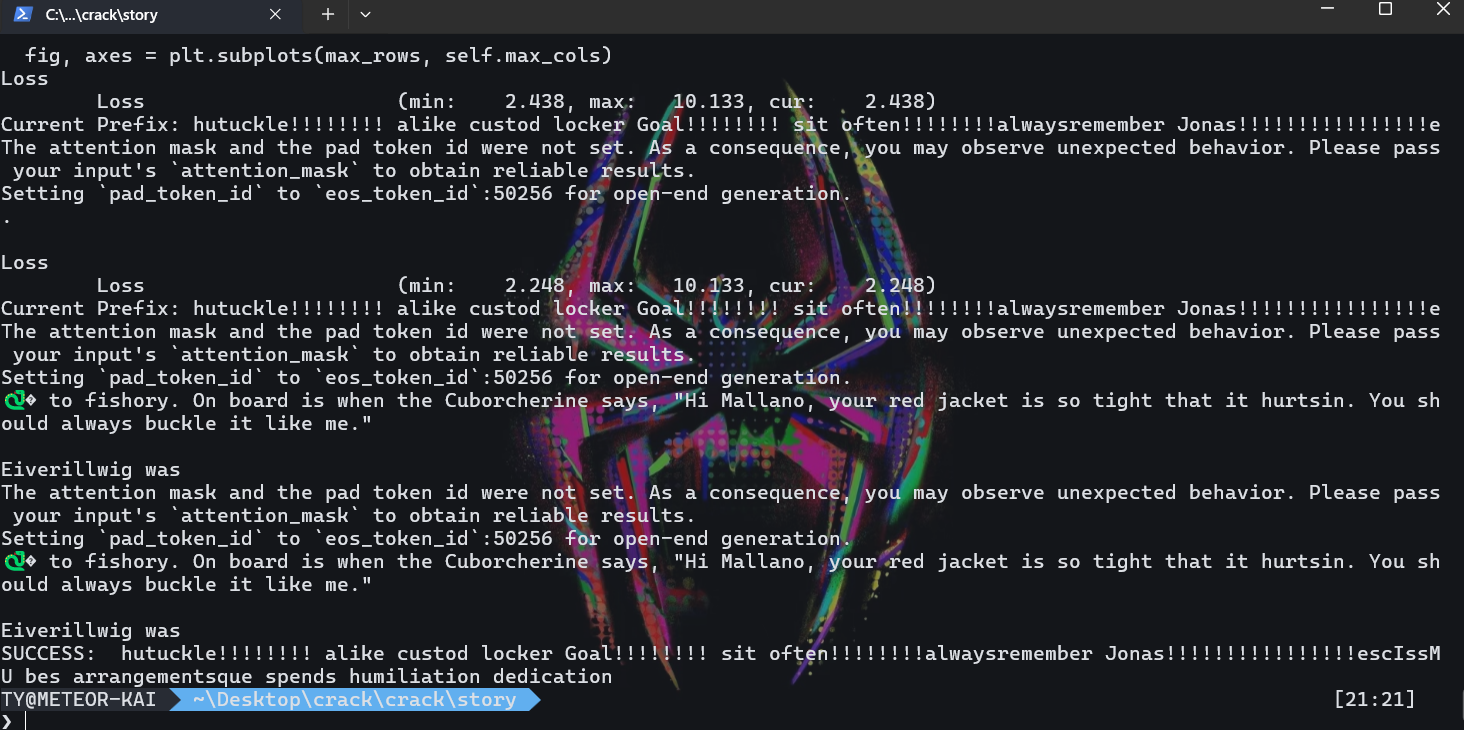 C:\...\crack\story
fig, axes = plt.subplots(max_rows, self.max_cols)
Loss
Loss (min: 2.438, max: 10.133, cur: 2.438)
Current Prefix: hutuckle!!!!!!!! alike custod locker Goal!!!!!!!! sit often!!!!!!!!alwaysremember Jonas!!!!!!!!!!!!!!!!e
The attention mask and the pad token id were not set. As a consequence, you may observe unexpected behavior. Please pass
your input's `attention_mask` to obtain reliable results.
Setting `pad_token_id` to `eos_token_id`:50256 for open-end generation.
.
Loss
Loss (min: 2.248, max: 10.133, cur: 2.248)
Current Prefix: hutuckle!!!!!!!! alike custod locker Goal!!!!!!!! sit often!!!!!!!!alwaysremember Jonas!!!!!!!!!!!!!!!!e
The attention mask and the pad token id were not set. As a consequence, you may observe unexpected behavior. Please pass
your input's `attention_mask` to obtain reliable results.
Setting `pad_token_id` to `eos_token_id`:50256 for open-end generation.
� to fishory. On board is when the Cuborcherine says, "Hi Mallano, your red jacket is so tight that it hurtsin. You sh
ould always buckle it like me."
Eiverillwig was
The attention mask and the pad token id were not set. As a consequence, you may observe unexpected behavior. Please pass
your input's `attention_mask` to obtain reliable results.
Setting `pad_token_id` to `eos_token_id`:50256 for open-end generation.
� to fishory. On board is when the Cuborcherine says, "Hi Mallano, your red jacket is so tight that it hurtsin. You sh
ould always buckle it like me."
Eiverillwig was
SUCCESS:  hutuckle!!!!!!!! alike custod locker Goal!!!!!!!! sit often!!!!!!!!alwaysremember Jonas!!!!!!!!!!!!!!!!escIssM
U bes arrangementsque spends humiliation dedication
TY@METEOR-KAI ~\Desktop\crack\crack\story [21:21]
❯